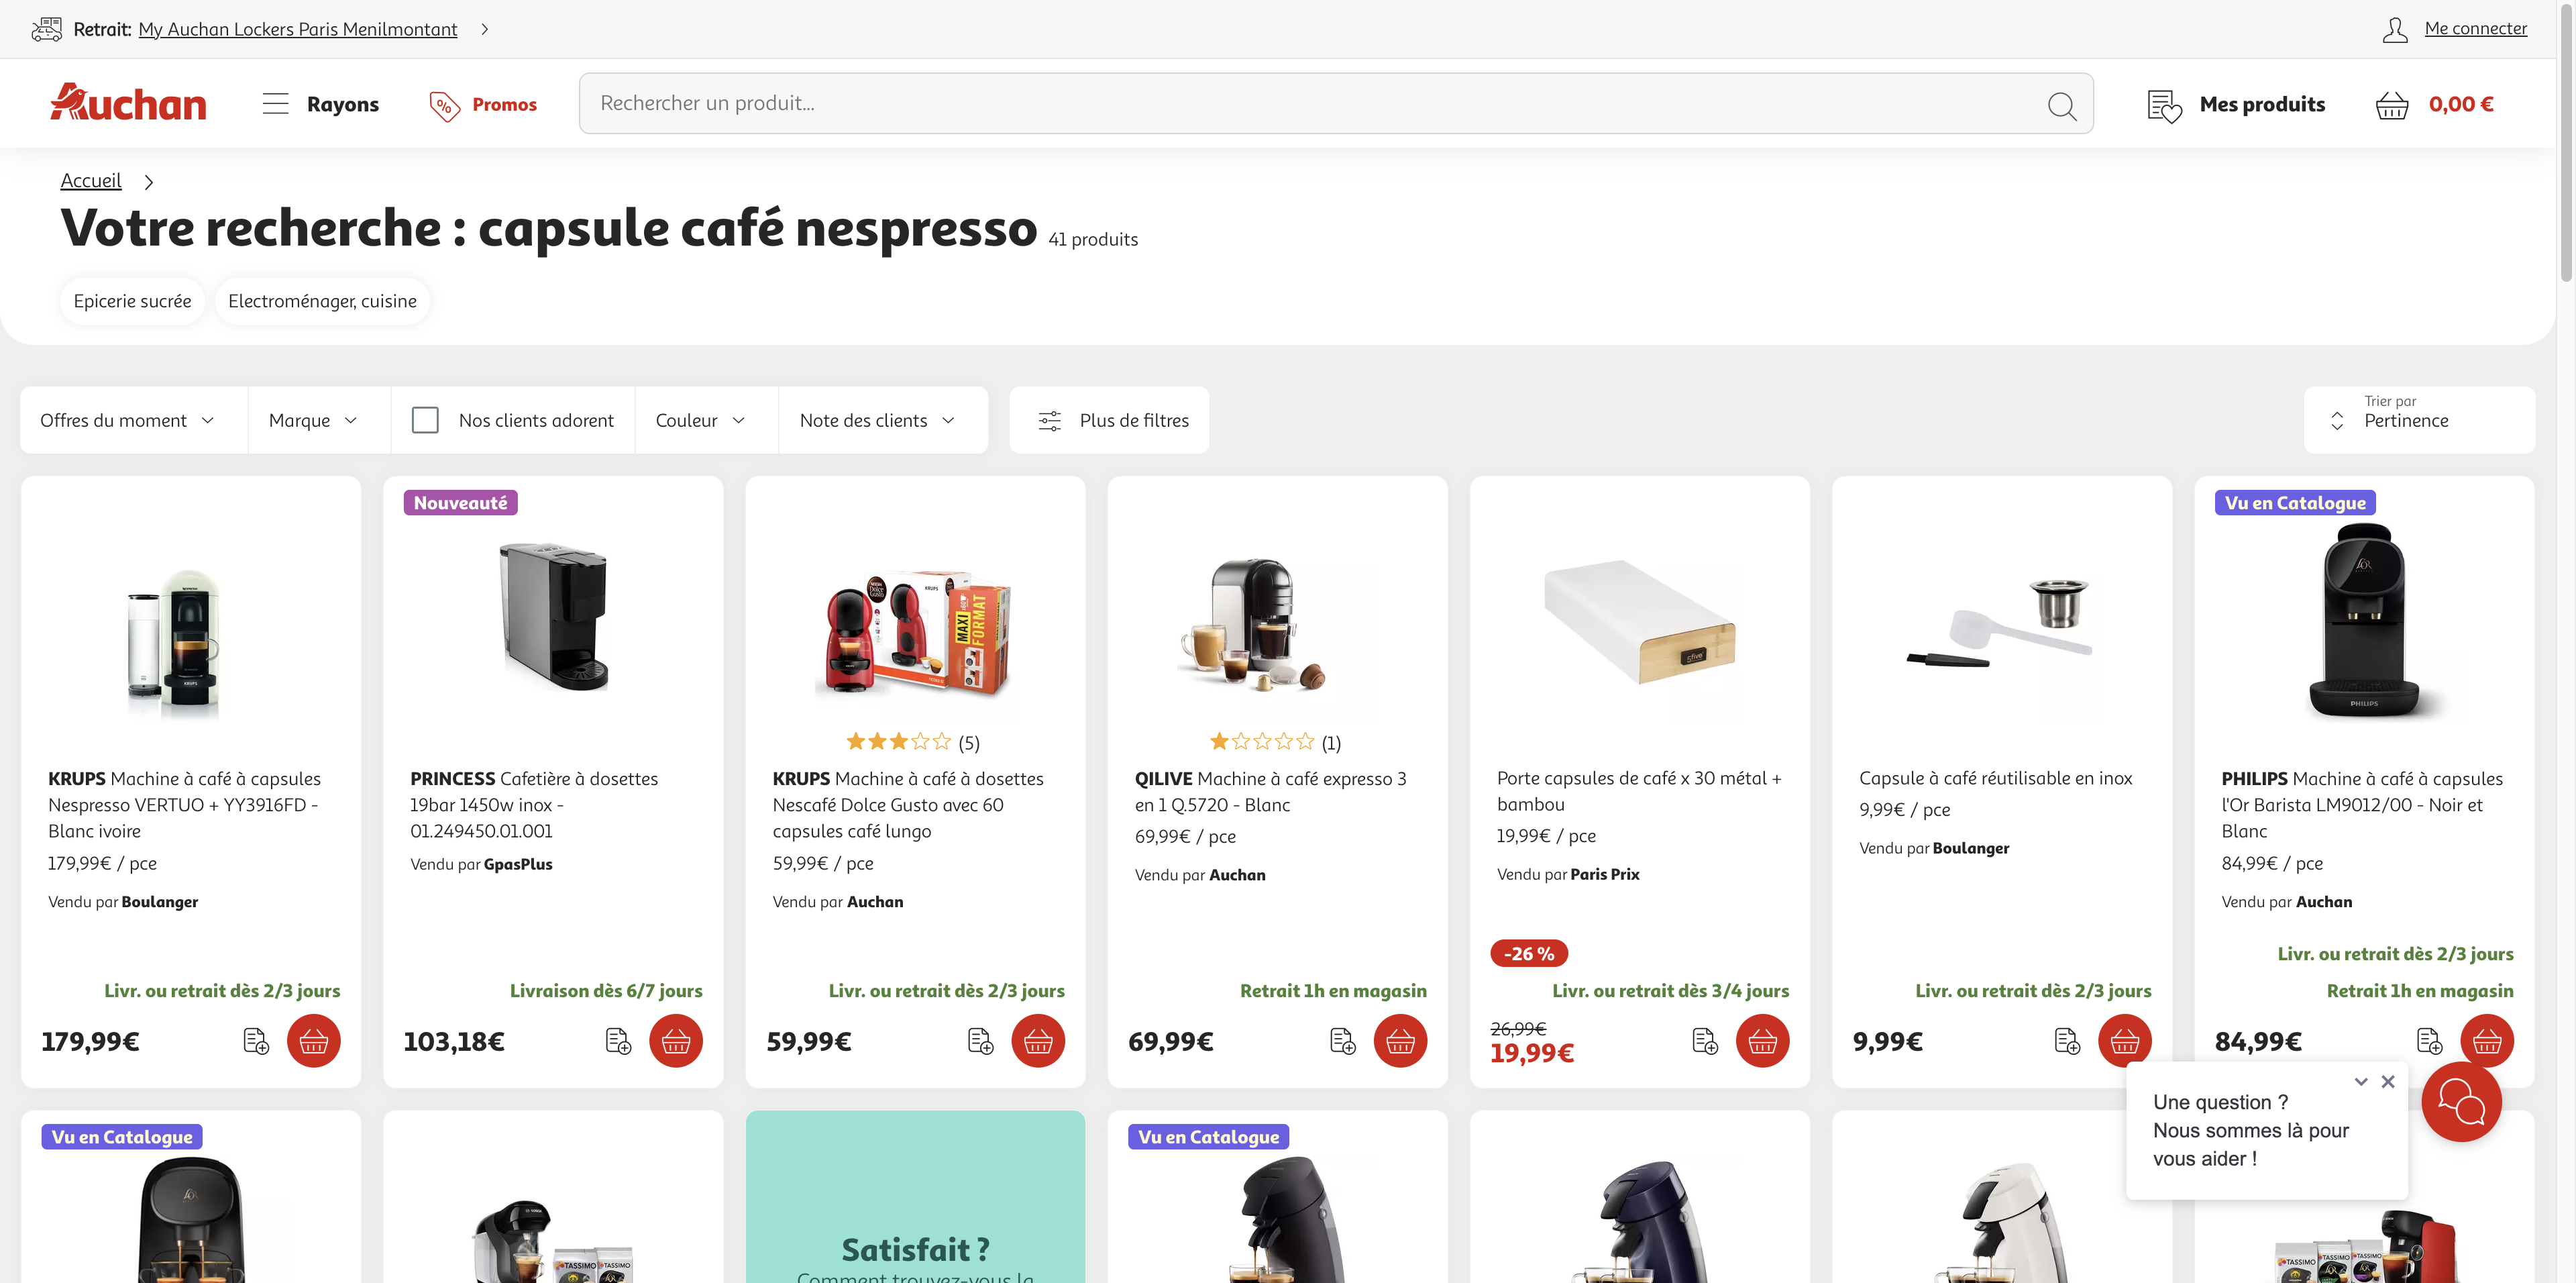 Retrait: My Auchan Lockers Paris Menilmontant
Me connecter
Auchan
Rayons
Promos
Rechercher un produit...
Mes produits
0,00 €
Accueil
Votre recherche : capsule café nespresso 41 produits
Epicerie sucrée
Electroménager, cuisine
Offres du moment
Marque
Nos clients adorent
Couleur
Note des clients
Plus de filtres
Trier par
Pertinence
KRUPS Machine à café à capsules
Nespresso VERTUO + YY3916FD -
Blanc ivoire
179,99€ / pce
Vendu par Boulanger
Livr. ou retrait dès 2/3 jours
179,99€
Nouveauté
PRINCESS Cafetière à dosettes
19bar 1450w inox -
01.249450.01.001
Vendu par GpasPlus
Livraison dès 6/7 jours
103,18€
KRUPS
MAXI
FORMAT
(5)
KRUPS Machine à café à dosettes
Nescafé Dolce Gusto avec 60
capsules café lungo
59,99€ / pce
Vendu par Auchan
Livr. ou retrait dès 2/3 jours
59,99€
(1)
QILIVE Machine à café expresso 3
en 1 Q.5720 - Blanc
69,99€ / pce
Vendu par Auchan
Retrait 1h en magasin
69,99€
5five
Porte capsules de café x 30 métal +
bambou
19,99€ / pce
Vendu par Paris Prix
-26 %
Livr. ou retrait dès 3/4 jours
26,99€
19,99€
Capsule à café réutilisable en inox
9,99€ / pce
Vendu par Boulanger
Livr. ou retrait dès 2/3 jours
9,99€
Vu en Catalogue
L'OR
PHILIPS
PHILIPS Machine à café à capsules
l'Or Barista LM9012/00 - Noir et
Blanc
84,99€ / pce
Vendu par Auchan
Livr. ou retrait dès 2/3 jours
Retrait 1h en magasin
84,99€
Une question ?
Nous sommes là pour
vous aider !
Vu en Catalogue
L'OR
TASSIMO
TASSIMO
Satisfait ?
Comment trouvez-vous la
Vu en Catalogue
TASSIMO
TASSIMO
TASSIMO